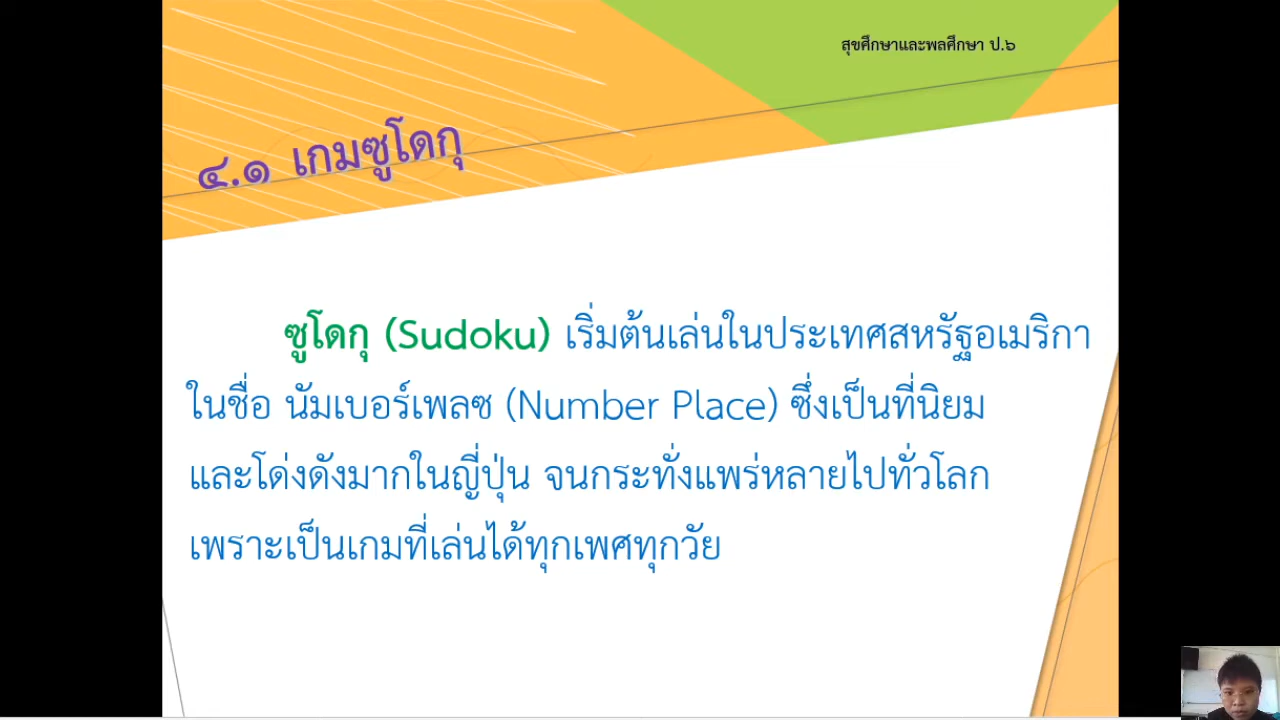 สุขศึกษาและพลศึกษา ป.๖
๔.๑ เกมซูโดกุ
ซูโดกุ (Sudoku) เริ่มต้นเล่นในประเทศสหรัฐอเมริกา
ในชื่อ นัมเบอร์เพลซ (Number Place) ซึ่งเป็นที่นิยม
และโด่งดังมากในญี่ปุ่น จนกระทั่งแพร่หลายไปทั่วโลก
เพราะเป็นเกมที่เล่นได้ทุกเพศทุกวัย